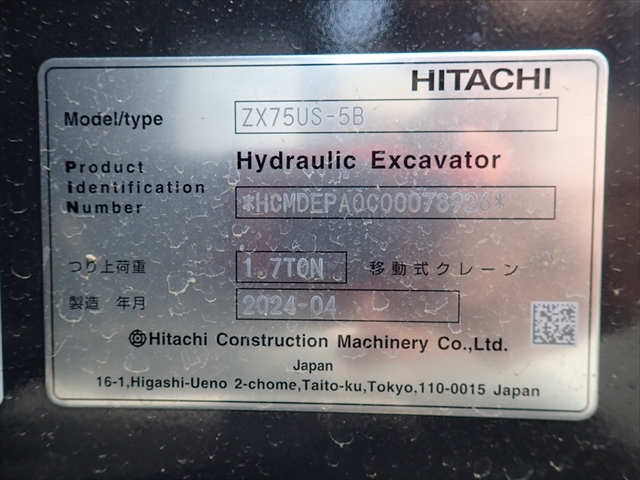 HITACHI
Model/type ZX75US-5B
Product Hydraulic Excavator
Identification
Number *HCMDEPA0C00078926*
つり上荷重 1.7TON 移動式クレーン
製造 年月 2024-04
Hitachi Construction Machinery Co.,Ltd.
Japan
16-1,Higashi-Ueno 2-chome,Taito-ku,Tokyo,110-0015 Japan